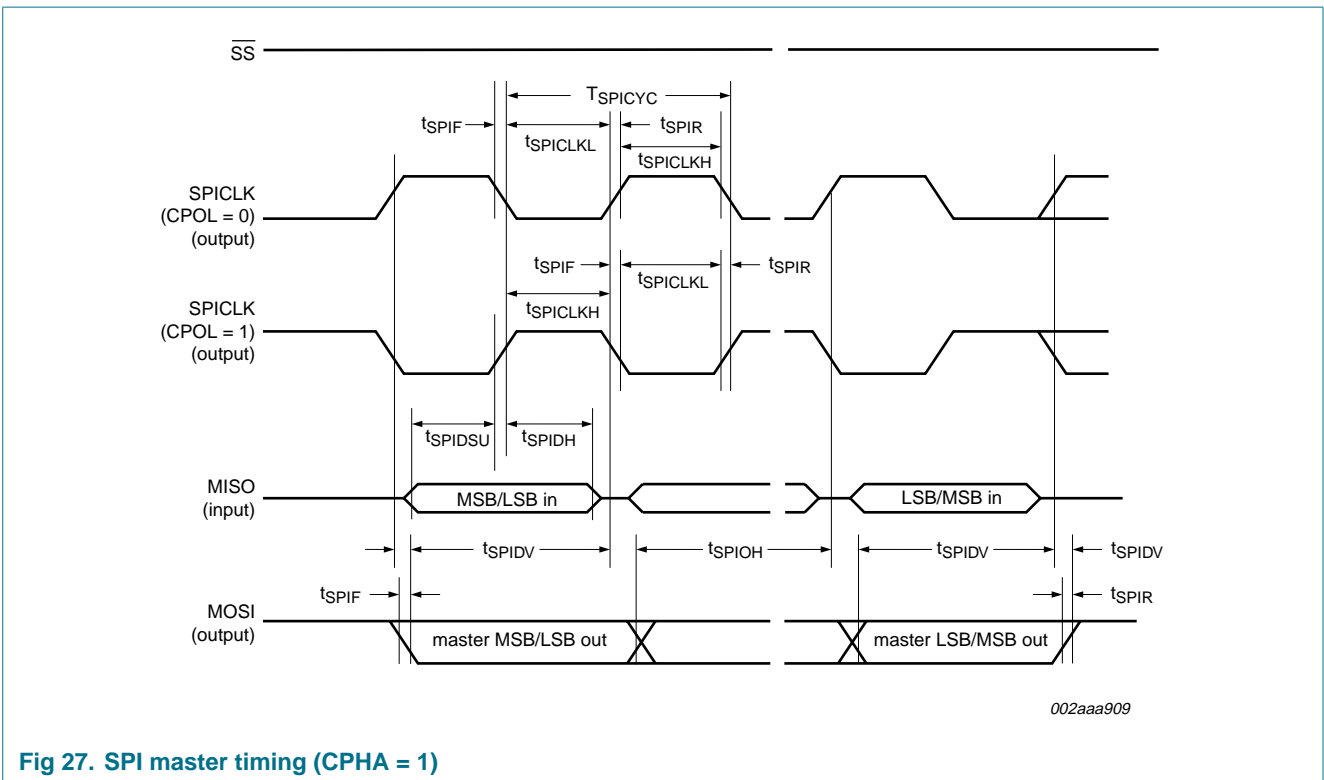 SS
TSPICYC
tSPIF
tSPIR
tSPICLKL
tSPICLKH
SPICLK
(CPOL = 0)
(output)
tSPIF
tSPICLKL
tSPIR
tSPICLKH
SPICLK
(CPOL = 1)
(output)
tSPIDSU
tSPIDH
MISO
(input)
MSB/LSB in
LSB/MSB in
tSPIDV
tSPIOH
tSPIDV
tSPIDV
tSPIF
tSPIR
MOSI
(output)
master MSB/LSB out
master LSB/MSB out
002aaa909
Fig 27. SPI master timing (CPHA = 1)